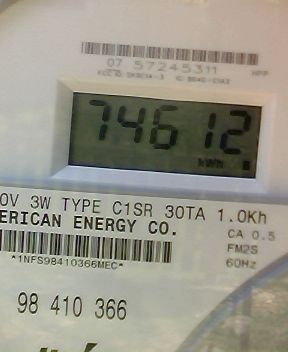 07 57245311
74612
kWh
0V 3W TYPE C1SR 30TA 1.0Kh
ERICAN ENERGY CO.
CA 0.5
FM2S
60Hz
*1NFS98410366MEC*
98 410 366